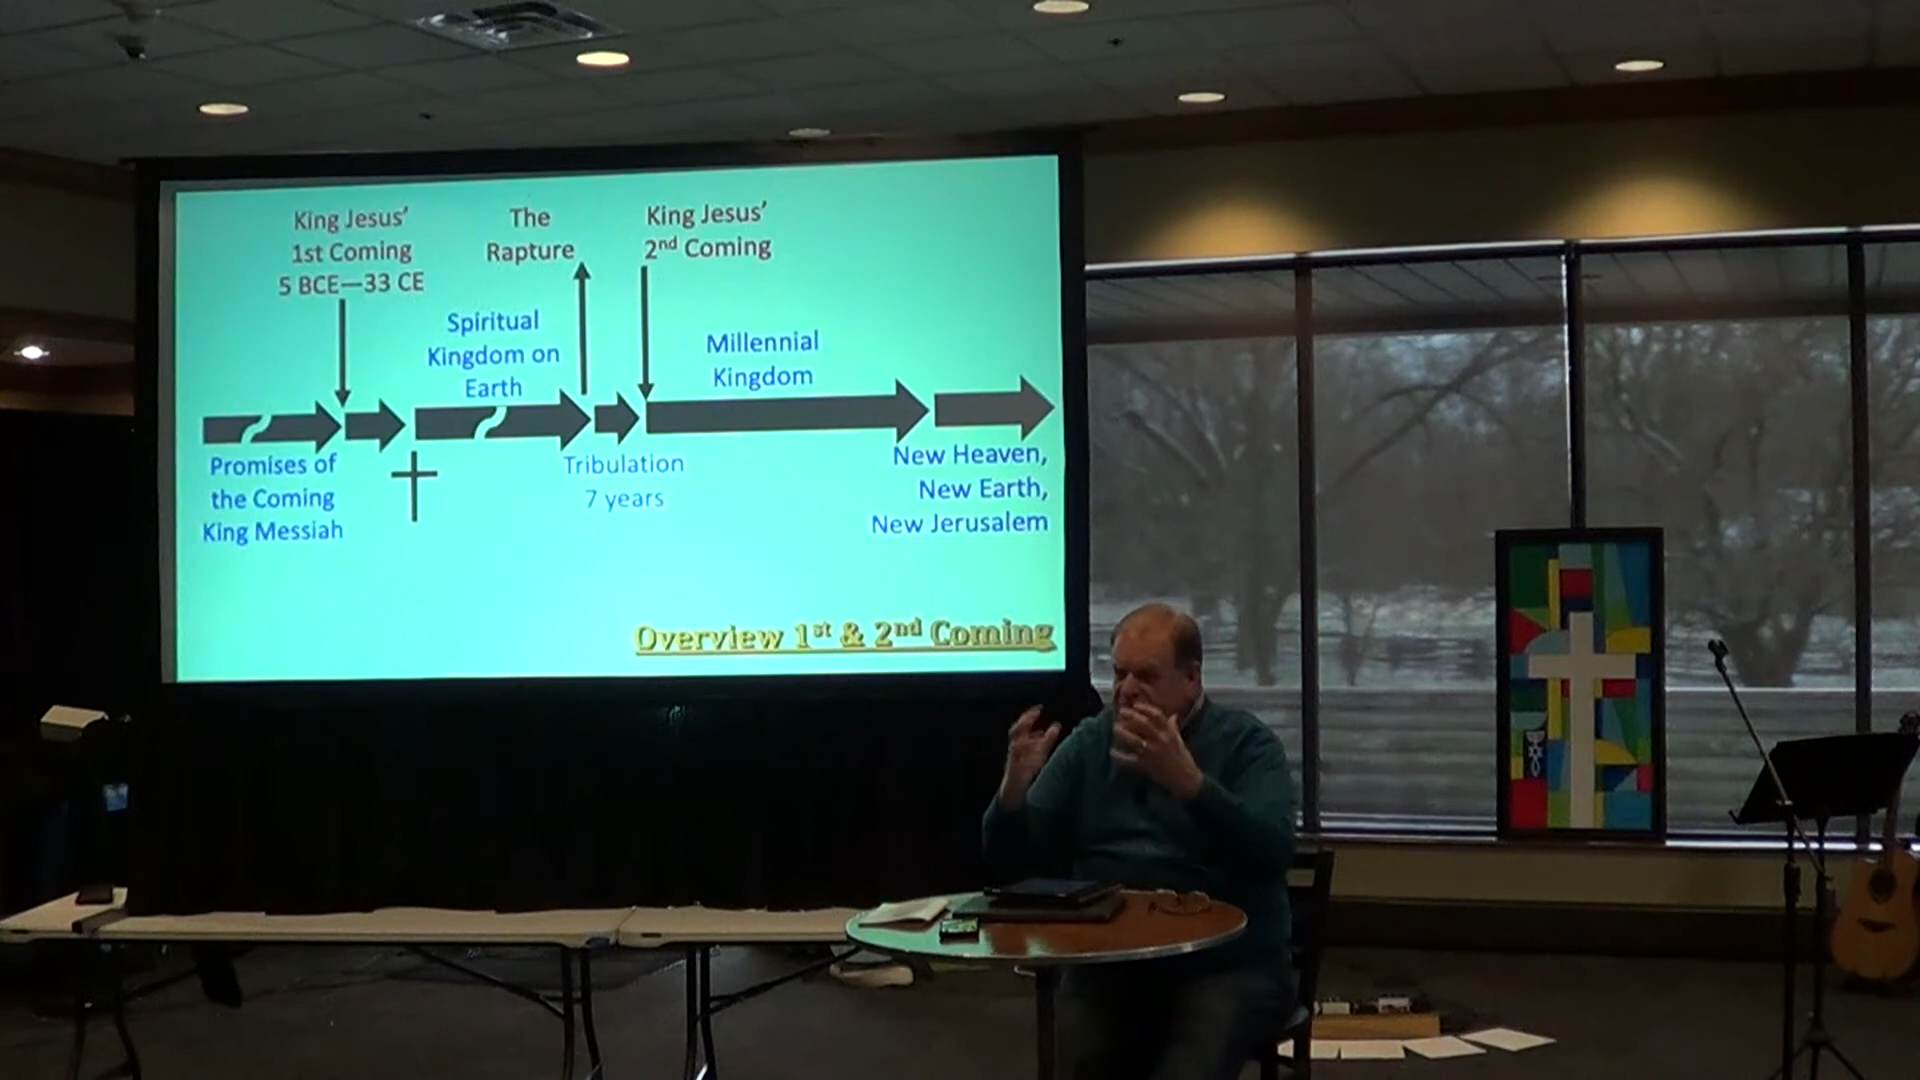 King Jesus'
1st Coming
5 BCE—33 CE
The
Rapture
King Jesus'
2nd Coming
Spiritual
Kingdom on
Earth
Millennial
Kingdom
Promises of
the Coming
King Messiah
Tribulation
7 years
New Heaven,
New Earth,
New Jerusalem
Overview 1st & 2nd Coming